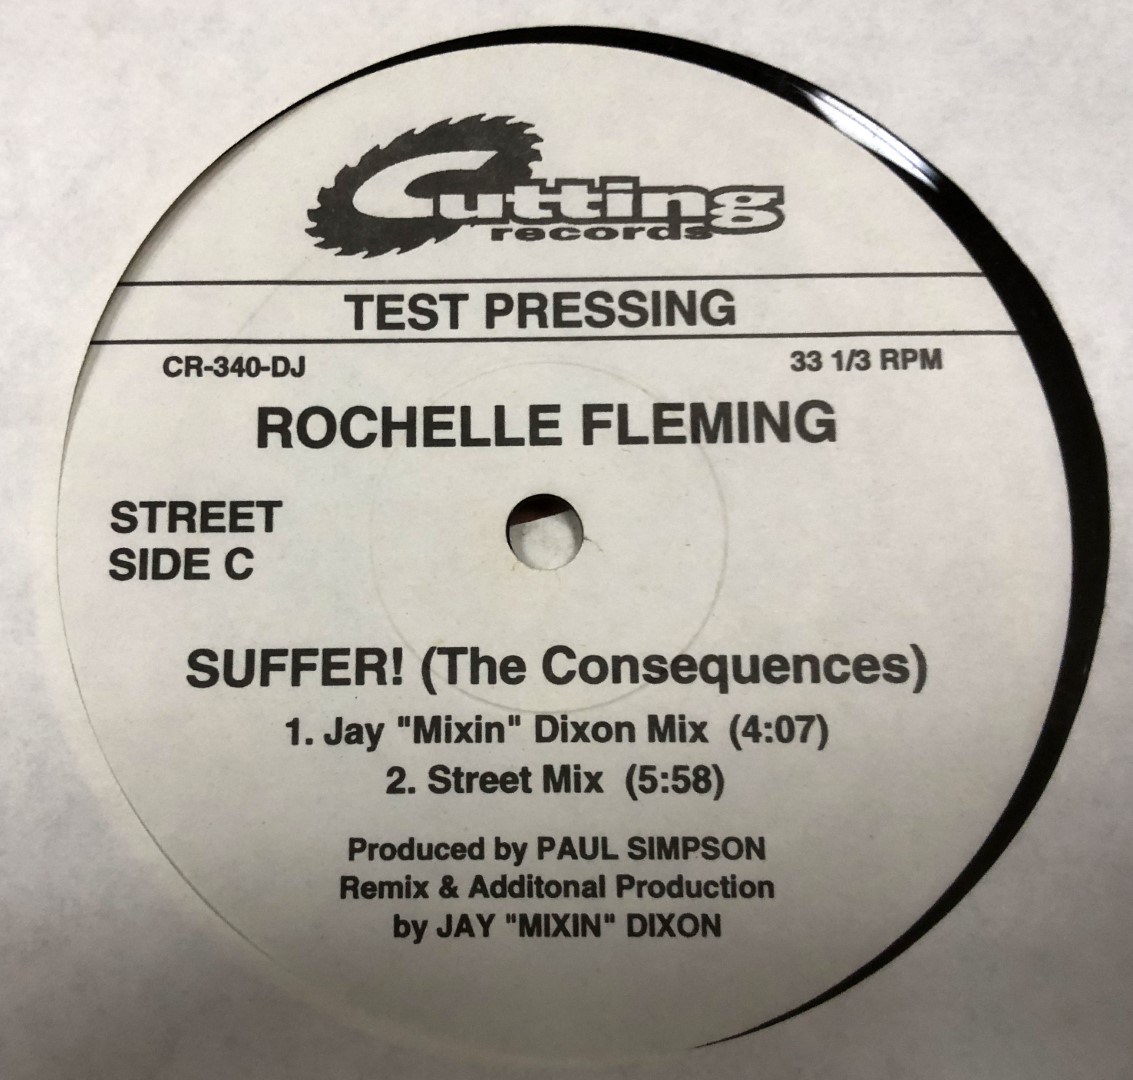 Cutting
records
TEST PRESSING
CR-340-DJ
33 1/3 RPM
ROCHELLE FLEMING
STREET
SIDE C
SUFFER! (The Consequences)
1. Jay "Mixin" Dixon Mix (4:07)
2. Street Mix (5:58)
Produced by PAUL SIMPSON
Remix & Additonal Production
by JAY "MIXIN" DIXON